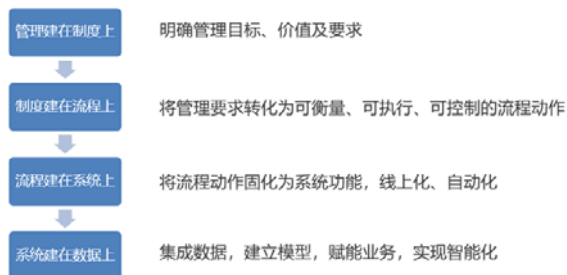 管理建在制度上
明确管理目标、价值及要求
制度建在流程上
将管理要求转化为可衡量、可执行、可控制的流程动作
流程建在系统上
将流程动作固化为系统功能，线上化、自动化
系统建在数据上
集成数据，建立模型，赋能业务，实现智能化